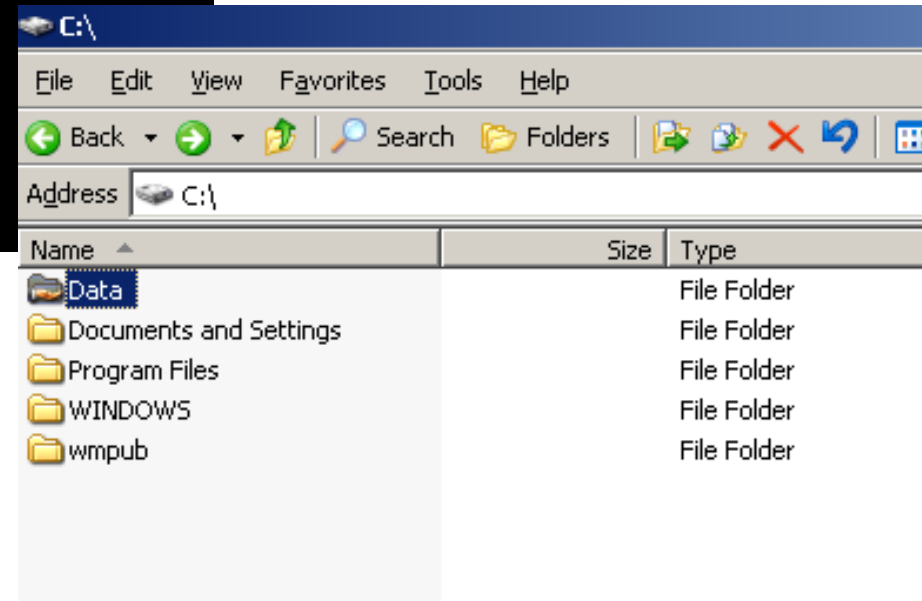 C:\
File Edit View Favorites Tools Help
Back Search Folders
Address C:\
Name Size Type
Data File Folder
Documents and Settings File Folder
Program Files File Folder
WINDOWS File Folder
wmpub File Folder